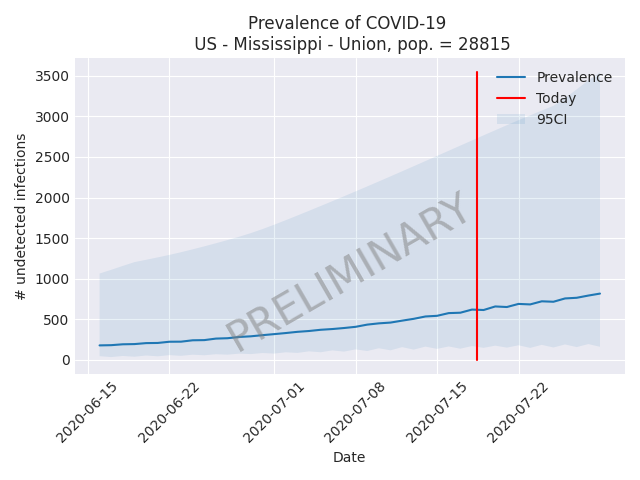 Prevalence of COVID-19
US - Mississippi - Union, pop. = 28815
# undetected infections
3500
3000
2500
2000
1500
1000
500
0
Prevalence
Today
95CI
PRELIMINARY
2020-06-15
2020-06-22
2020-07-01
2020-07-08
2020-07-15
2020-07-22
Date